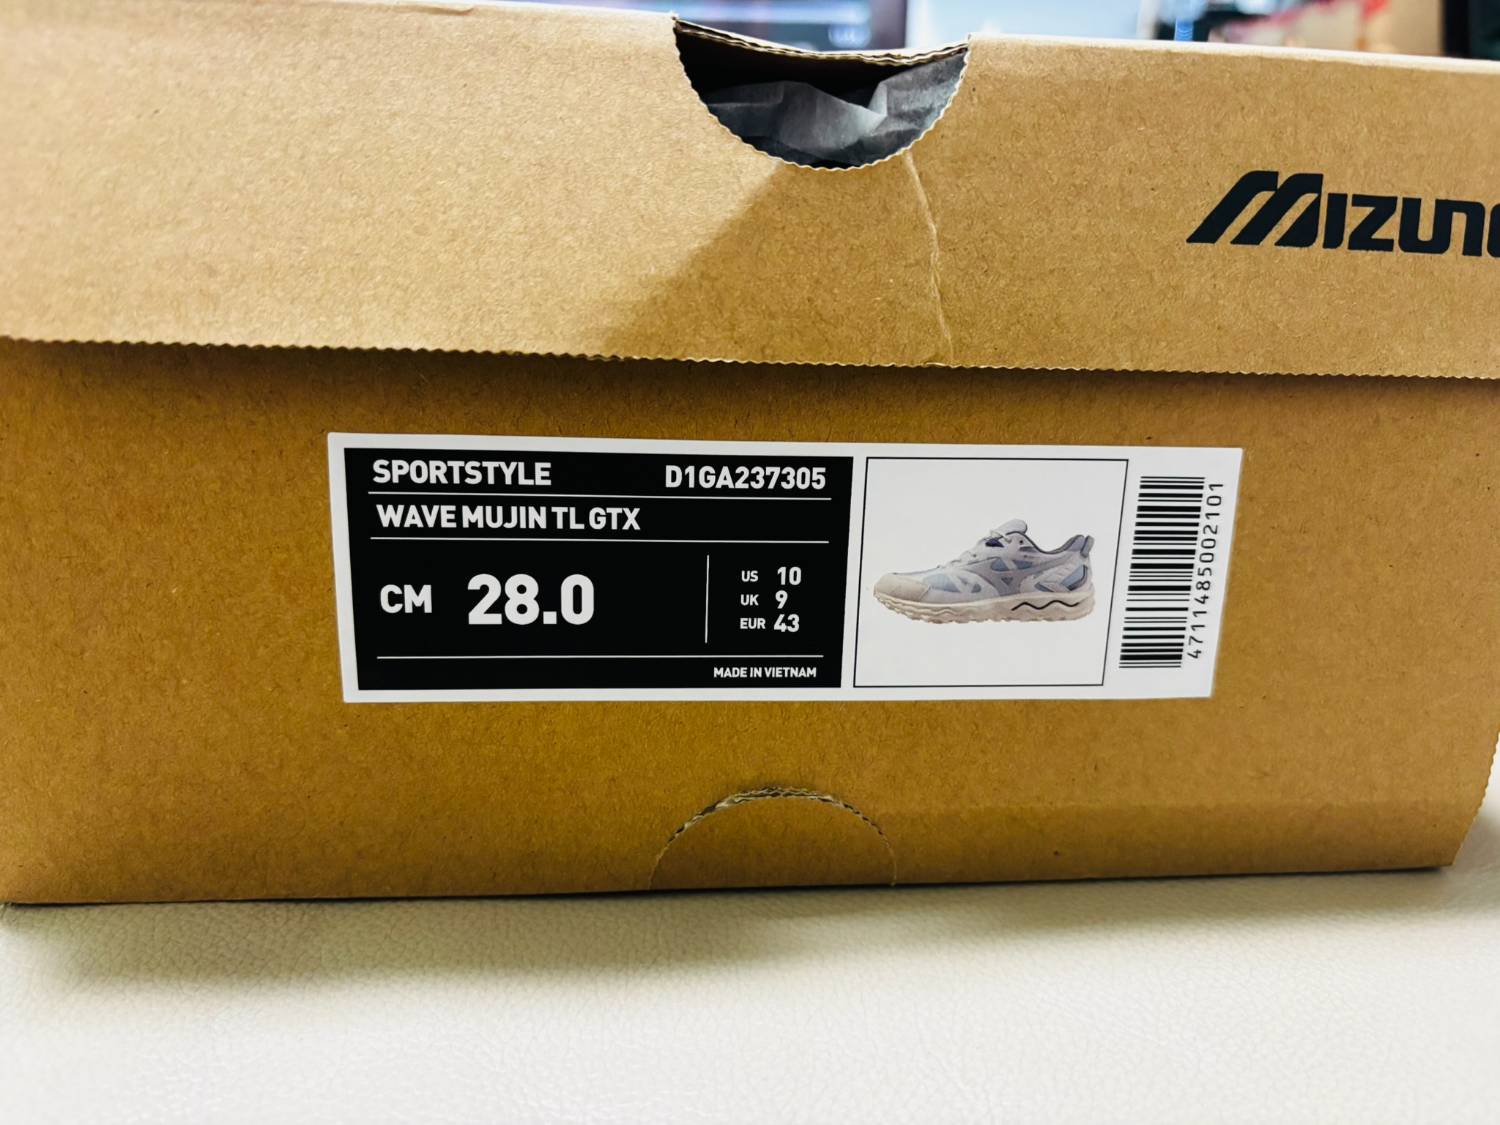 MIZUNO
SPORTSTYLE D1GA237305
WAVE MUJIN TL GTX
CM 28.0
US 10
UK 9
EUR 43
MADE IN VIETNAM
4711485002101